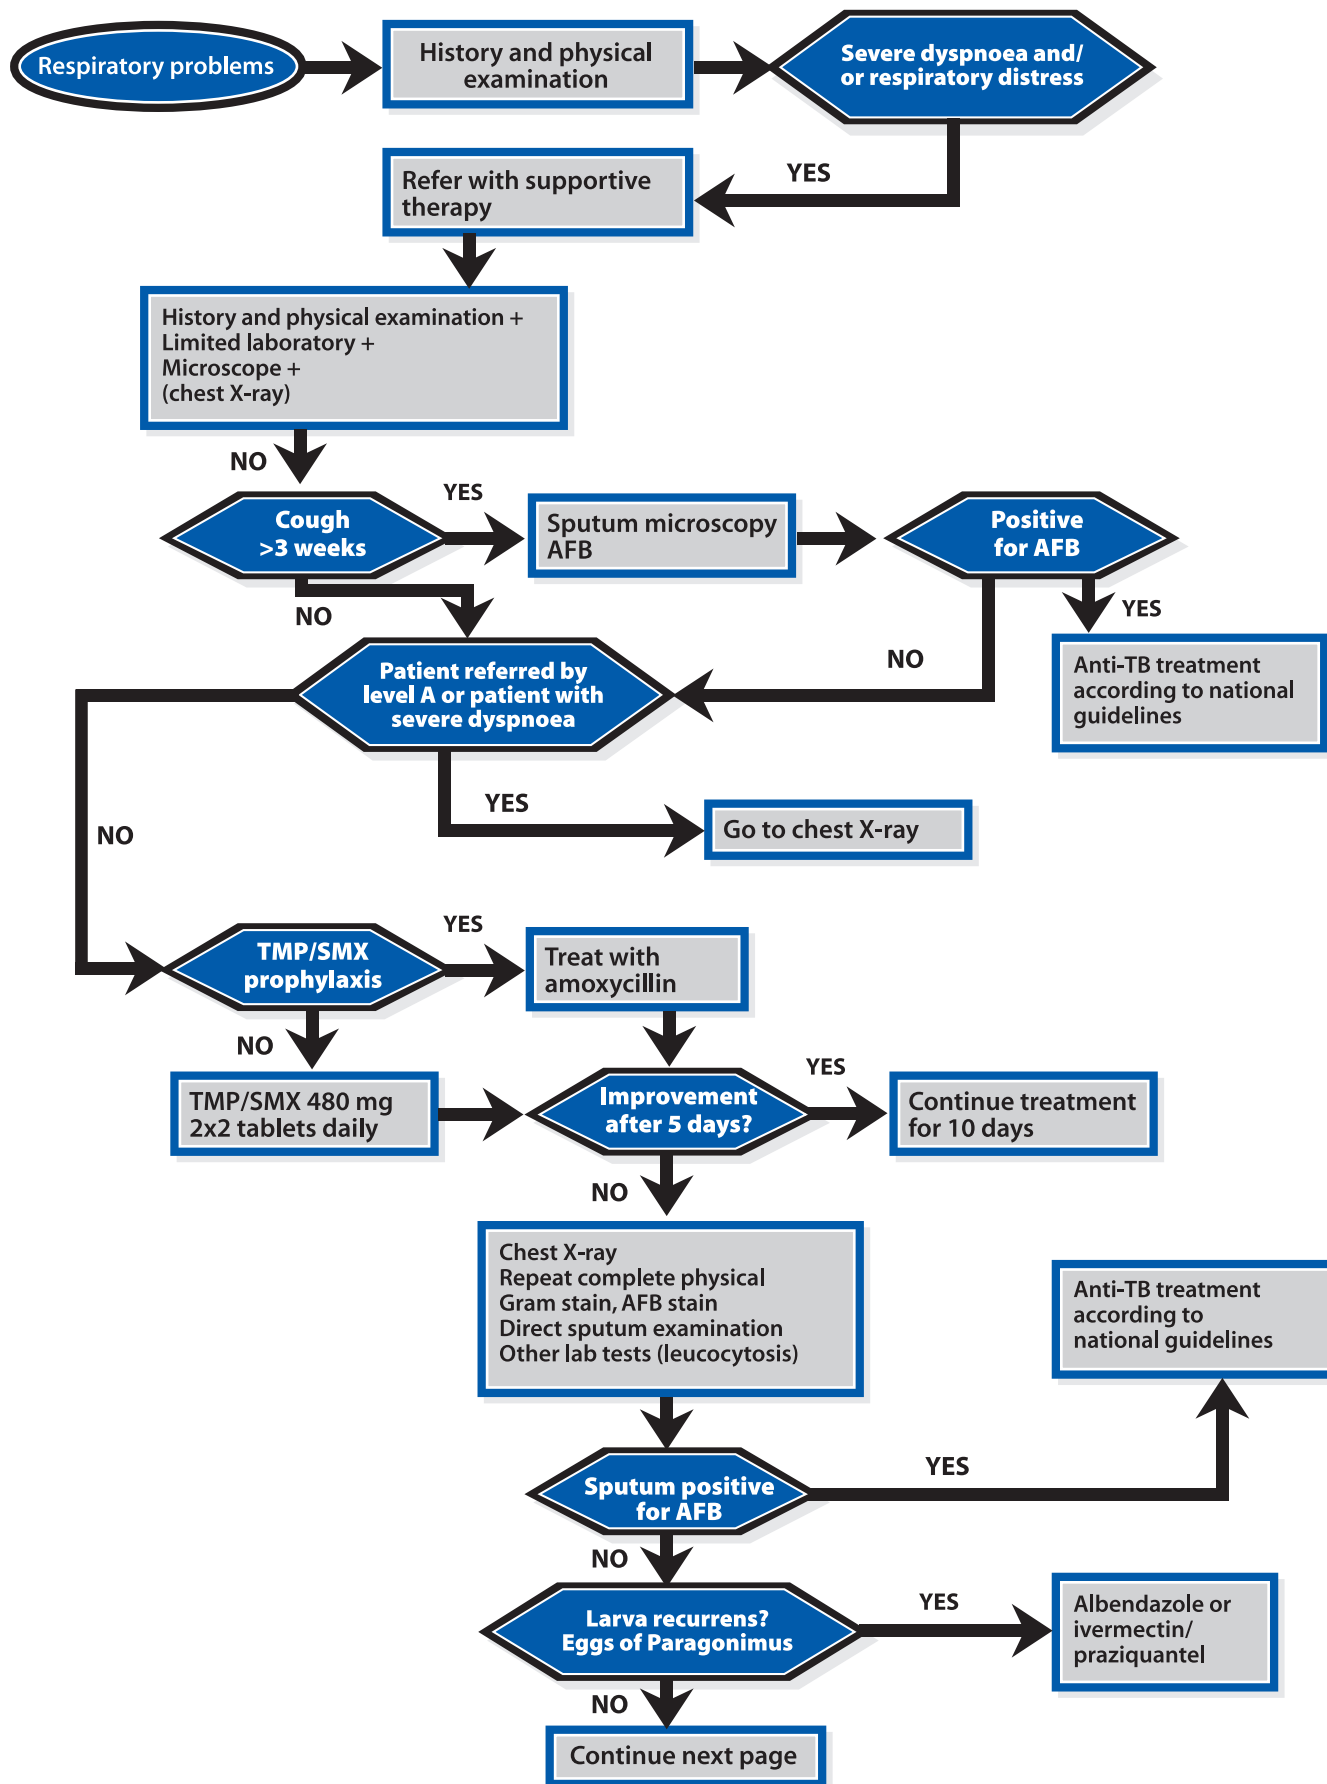 Respiratory problems
History and physical
examination
Severe dyspnoea and/
or respiratory distress
YES
Refer with supportive
therapy
History and physical examination +
Limited laboratory +
Microscope +
(chest X-ray)
NO
Cough
>3 weeks
YES
Sputum microscopy
AFB
Positive
for AFB
NO
YES
Anti-TB treatment
according to national
guidelines
NO
Patient referred by
level A or patient with
severe dyspnoea
YES
Go to chest X-ray
NO
TMP/SMX
prophylaxis
YES
Treat with
amoxycillin
NO
TMP/SMX 480 mg
2x2 tablets daily
Improvement
after 5 days?
YES
Continue treatment
for 10 days
NO
Chest X-ray
Repeat complete physical
Gram stain, AFB stain
Direct sputum examination
Other lab tests (leucocytosis)
Anti-TB treatment
according to
national guidelines
Sputum positive
for AFB
YES
NO
Larva recurrens?
Eggs of Paragonimus
YES
Albendazole or
ivermectin/
praziquantel
NO
Continue next page